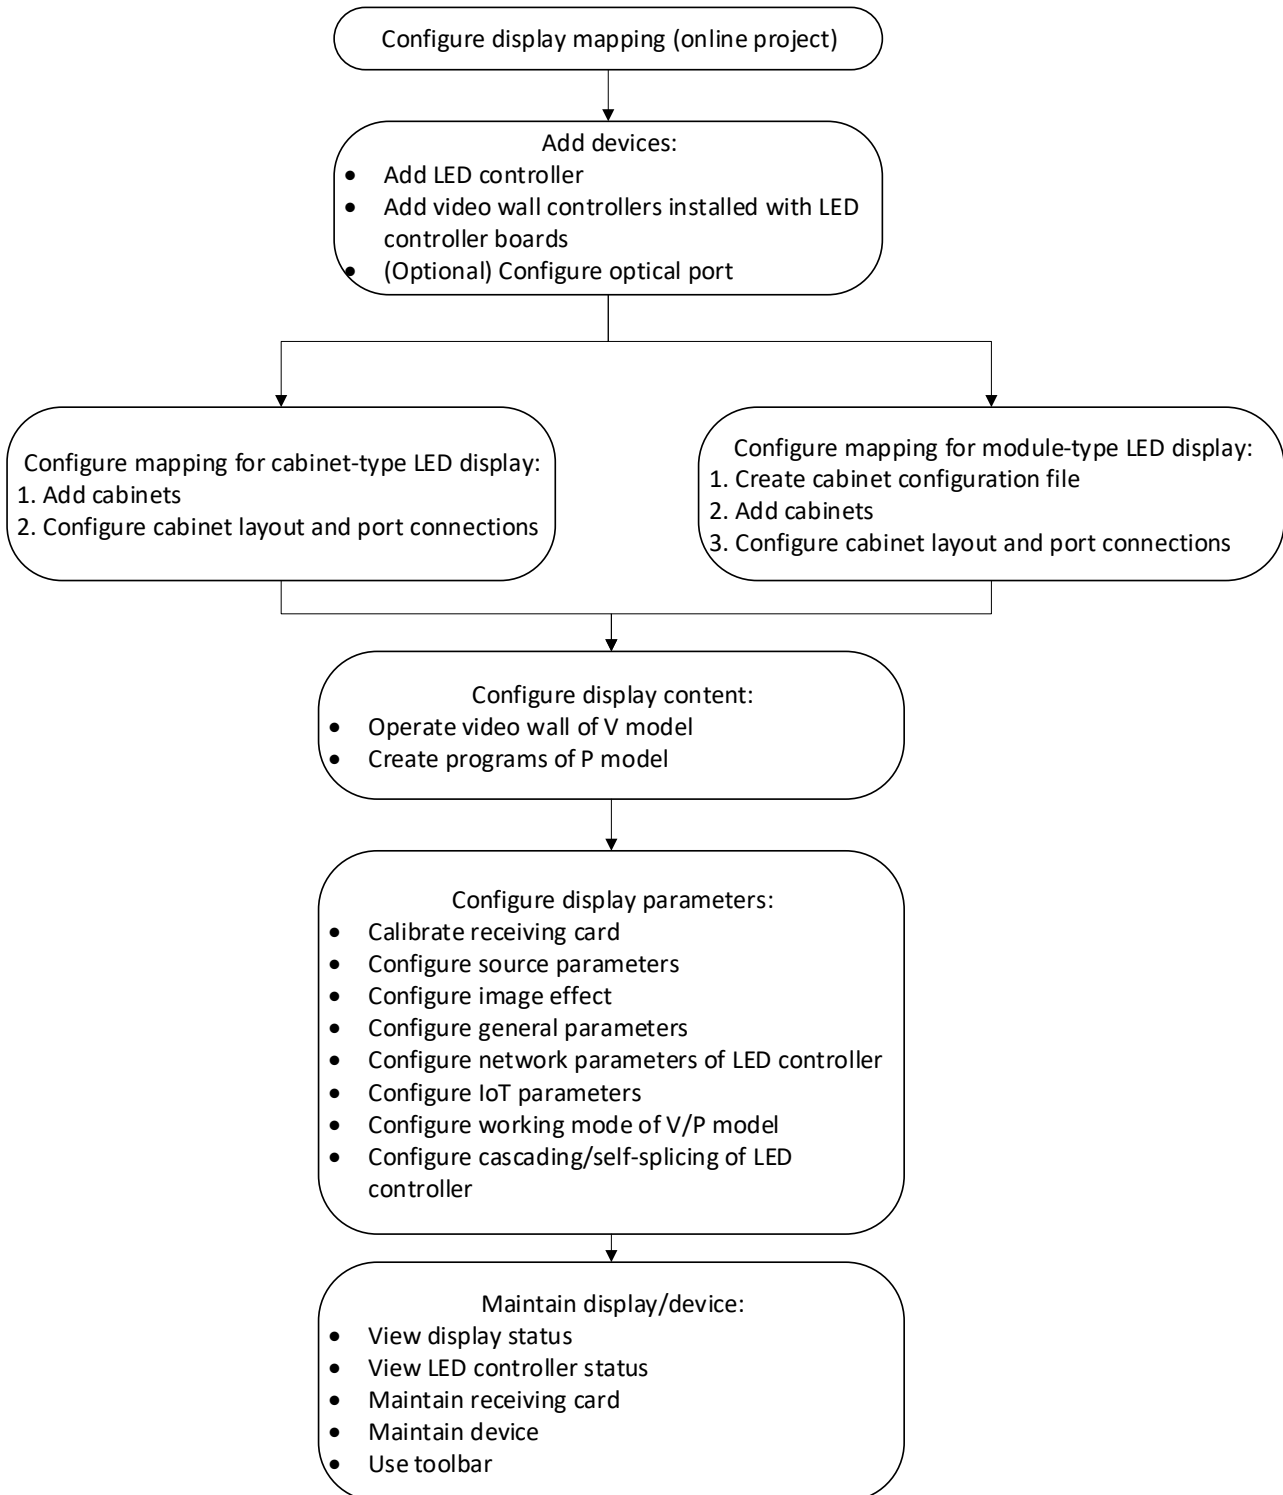 Configure display mapping (online project)
Add devices:
• Add LED controller
• Add video wall controllers installed with LED
controller boards
• (Optional) Configure optical port
Configure mapping for cabinet-type LED display:
1. Add cabinets
2. Configure cabinet layout and port connections
Configure mapping for module-type LED display:
1. Create cabinet configuration file
2. Add cabinets
3. Configure cabinet layout and port connections
Configure display content:
• Operate video wall of V model
• Create programs of P model
Configure display parameters:
• Calibrate receiving card
• Configure source parameters
• Configure image effect
• Configure general parameters
• Configure network parameters of LED controller
• Configure IoT parameters
• Configure working mode of V/P model
• Configure cascading/self-splicing of LED
controller
Maintain display/device:
• View display status
• View LED controller status
• Maintain receiving card
• Maintain device
• Use toolbar